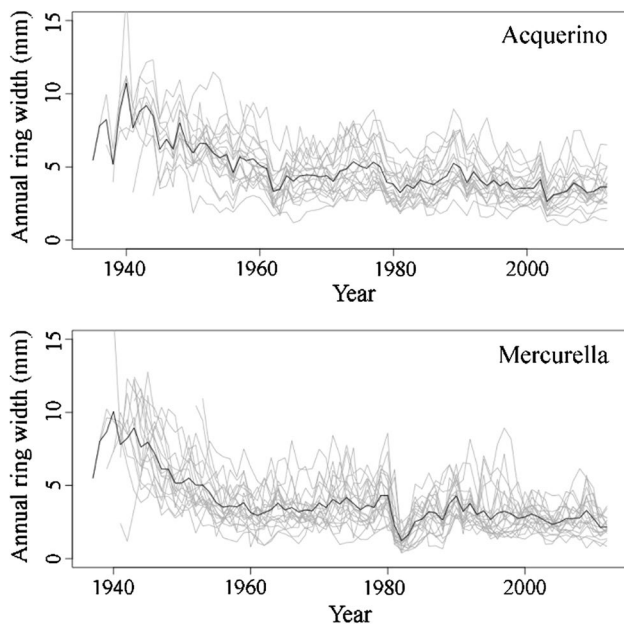 Acquerino
Annual ring width (mm)
15
10
5
0
1940 1960 1980 2000
Year
Mercurella
Annual ring width (mm)
15
10
5
0
1940 1960 1980 2000
Year